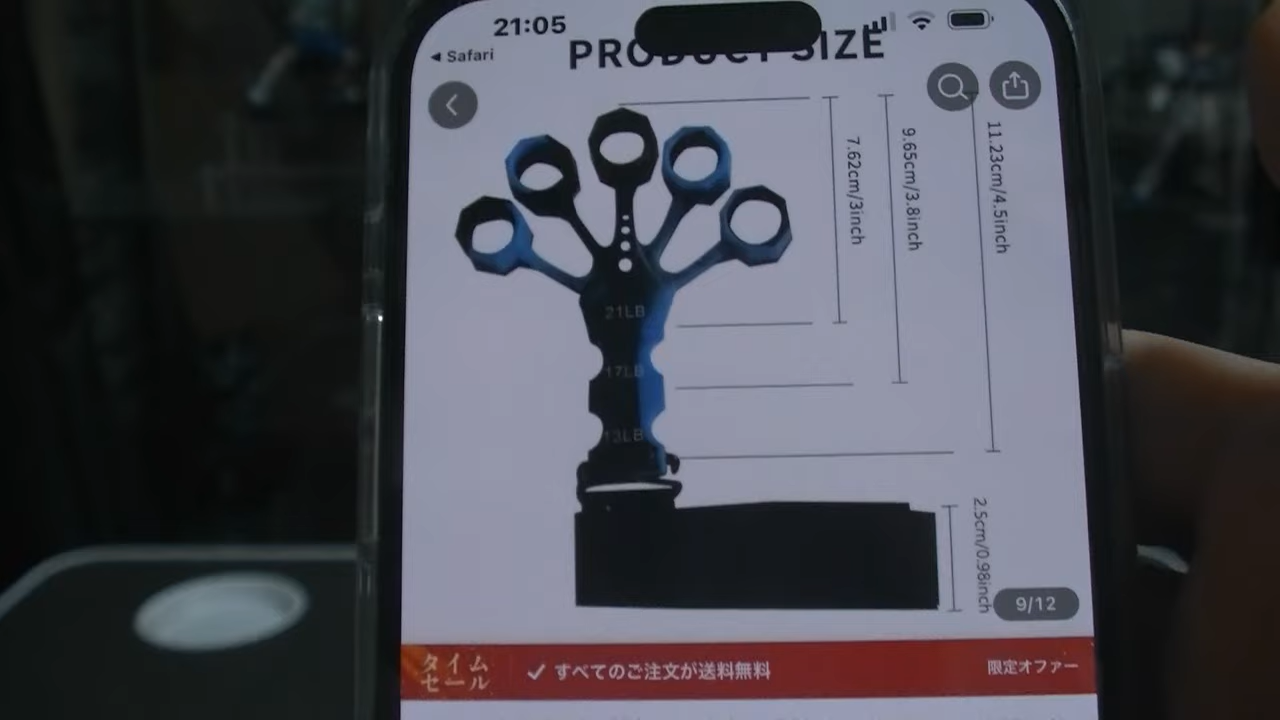 21:05
Safari
PRODUCT SIZE
7.62cm/3inch
9.65cm/3.8inch
11.23cm/4.5inch
21LB
17LB
13LB
2.5cm/0.98inch
9/12
タイム
セール
すべてのご注文が送料無料
限定オファー